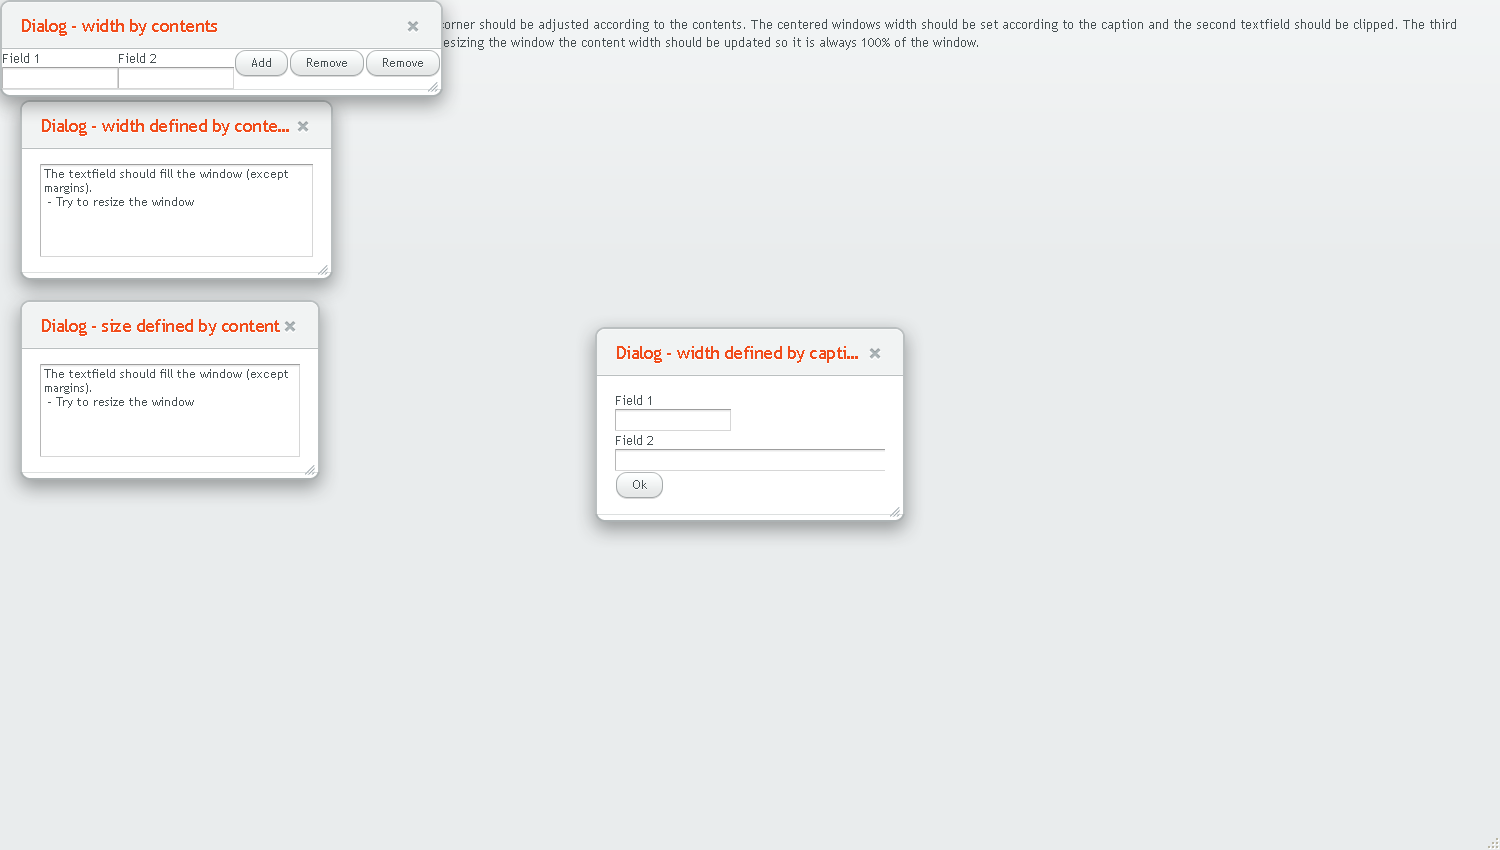 Dialog - width by contents
orner should be adjusted according to the contents. The centered windows width should be set according to the caption and the second textfield should be clipped. The third
esizing the window the content width should be updated so it is always 100% of the window.
Field 1 Field 2 Add Remove Remove
Dialog - width defined by conte...
The textfield should fill the window (except
margins).
- Try to resize the window
Dialog - size defined by content
The textfield should fill the window (except
margins).
- Try to resize the window
Dialog - width defined by capti...
Field 1
Field 2
Ok